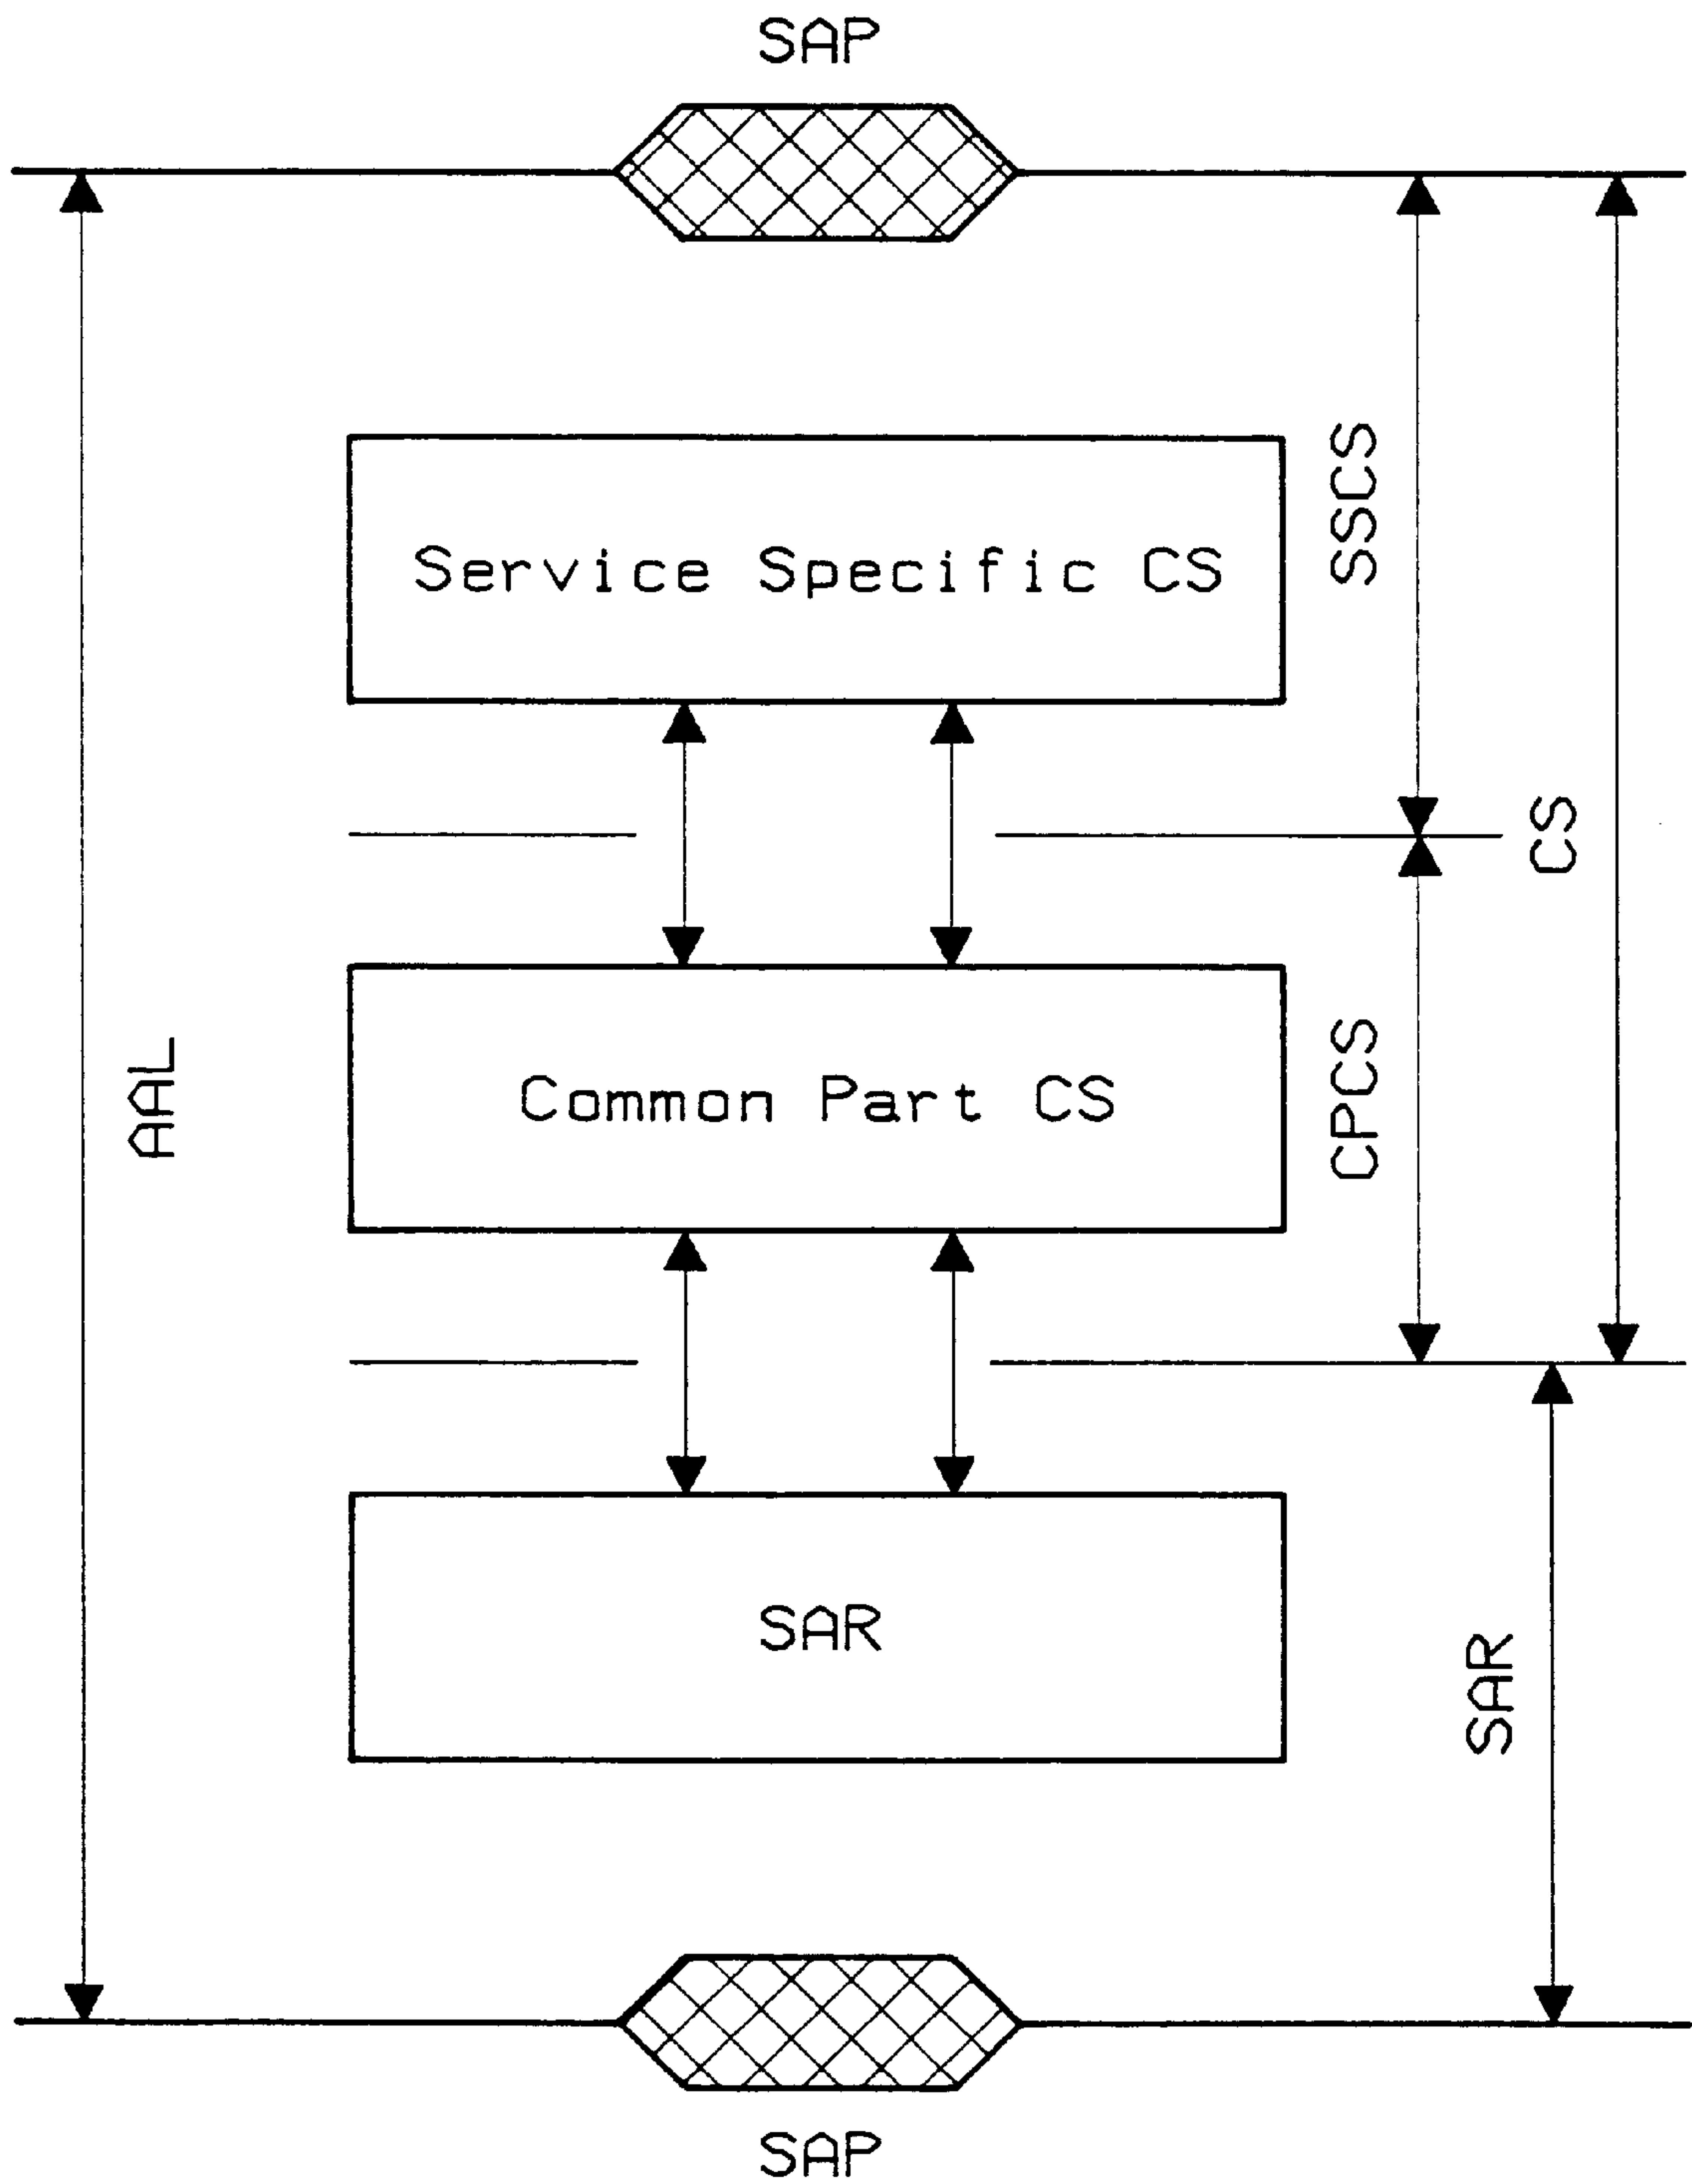 SAP
SSCS
Service Specific CS
CS
AAL
Common Part CS
CPCS
SAR
SAR
SAP